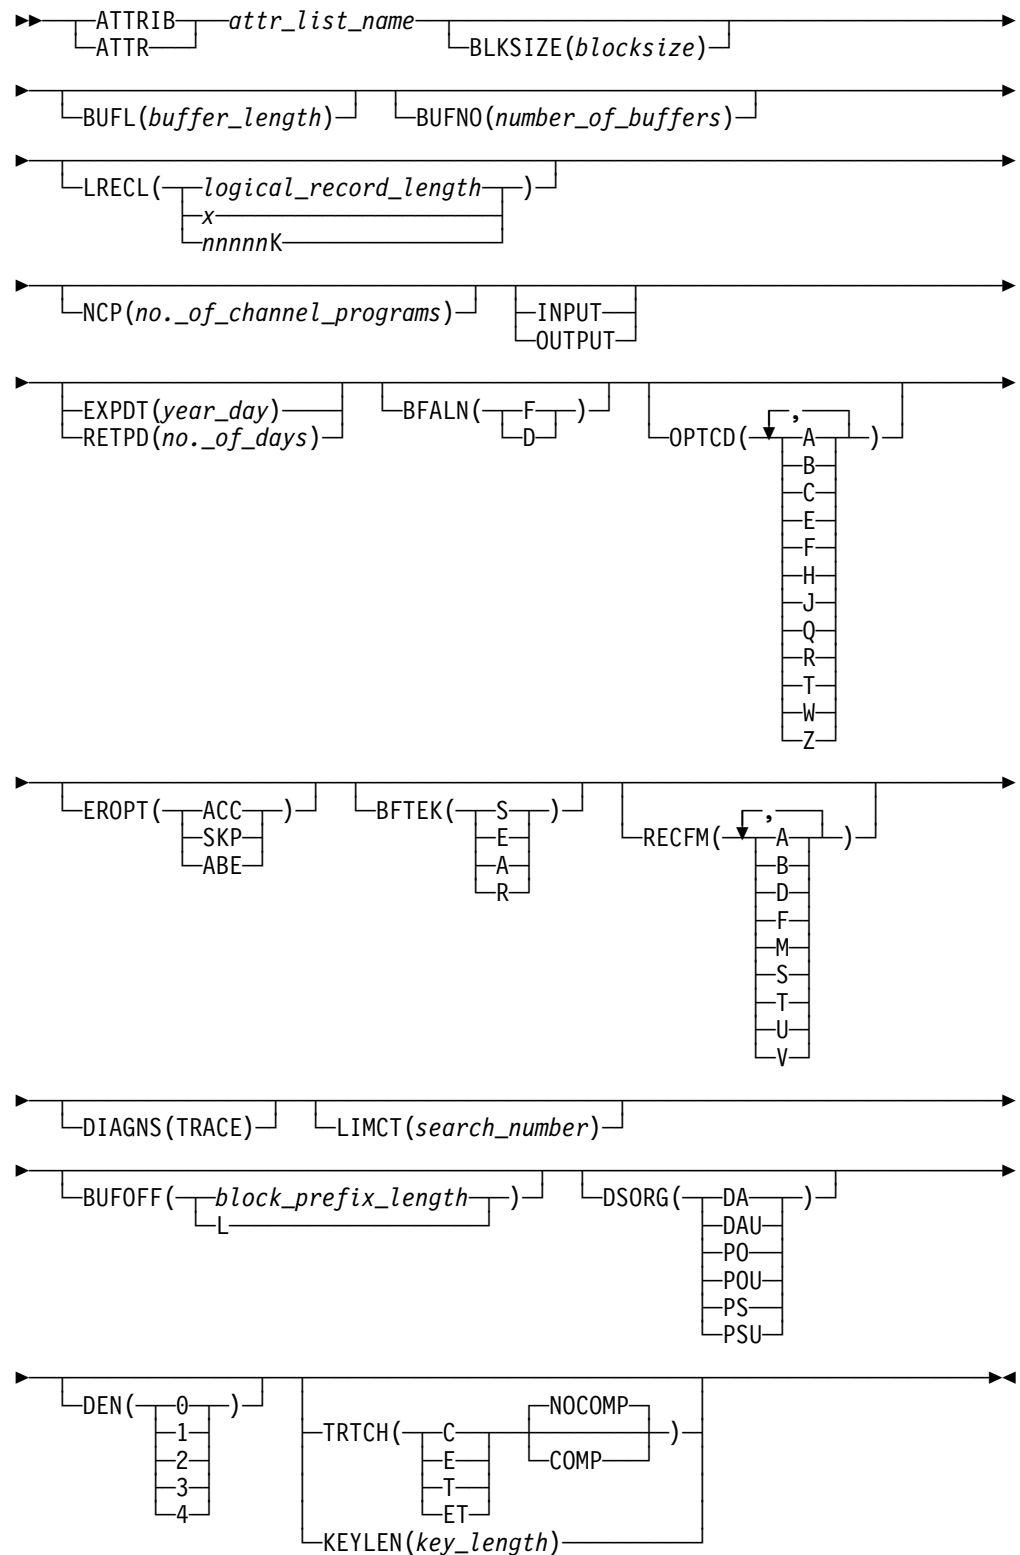 ATTRIB attr_list_name
ATTR BLKSIZE(blocksize)
BUFL(buffer_length) BUFNO(number_of_buffers)
LRECL( logical_record_length )
x
nnnnnK
NCP(no._of_channel_programs) INPUT
OUTPUT
EXPDT(year_day) BFALN( F ) ,
RETPD(no._of_days) D OPTCD( A )
B
C
E
F
H
J
Q
R
T
W
Z
EROPT( ACC ) BFTEK( S ) ,
SKP E RECFM( A )
ABE A B
R D
F
M
S
T
U
V
DIAGNS(TRACE) LIMCT(search_number)
BUFOFF( block_prefix_length ) DSORG( DA )
L DAU
PO
POU
PS
PSU
DEN( 0 ) NOCOMP
1 TRTCH( C )
2 E COMP
3 T
4 ET
KEYLEN(key_length)